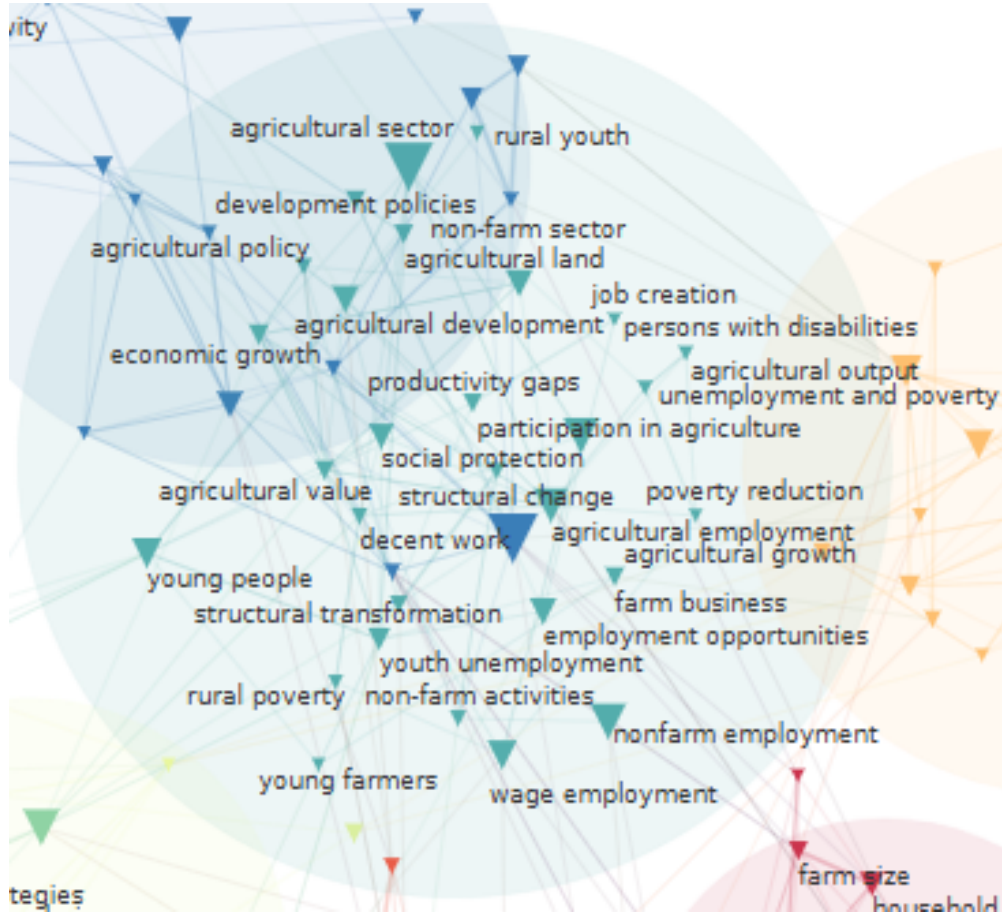 vity
agricultural sector
rural youth
development policies
non-farm sector
agricultural policy
agricultural land
job creation
agricultural development
persons with disabilities
economic growth
agricultural output
productivity gaps
unemployment and poverty
participation in agriculture
social protection
agricultural value
structural change
poverty reduction
decent work
agricultural employment
agricultural growth
young people
structural transformation
farm business
employment opportunities
youth unemployment
rural poverty
non-farm activities
nonfarm employment
young farmers
wage employment
farm size
tegies
household